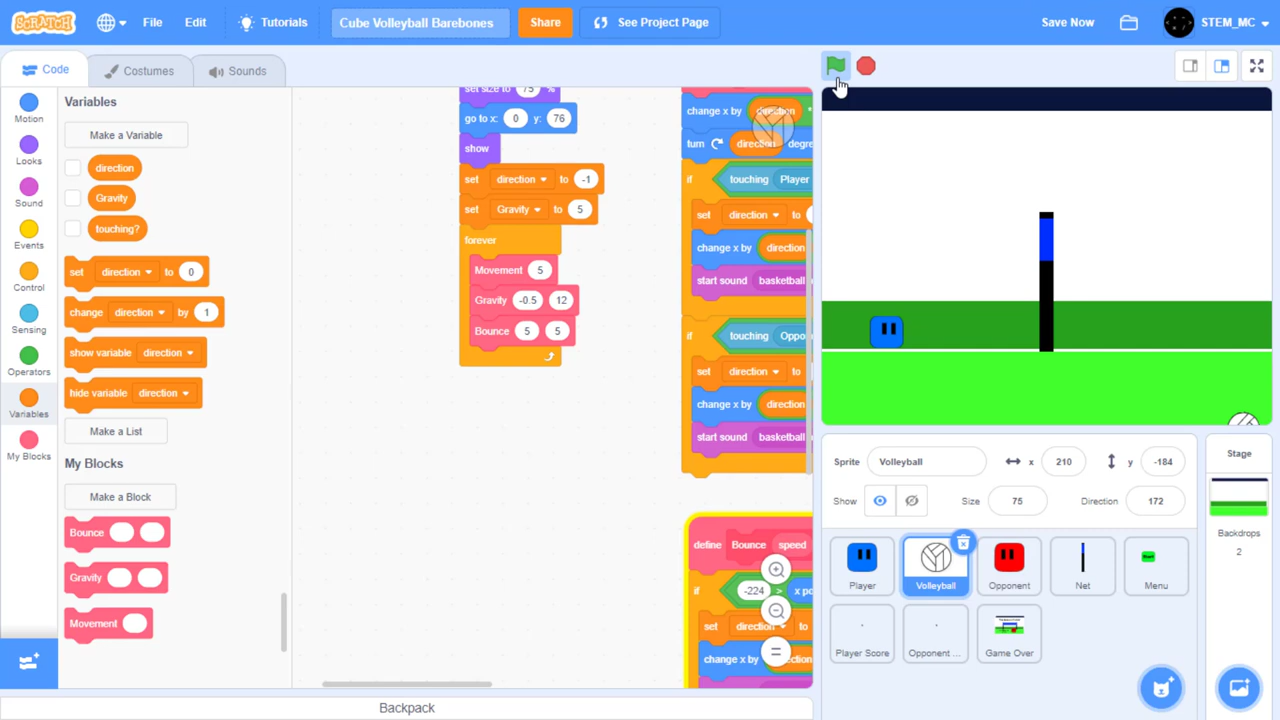 SCRATCH
File
Edit
Tutorials
Cube Volleyball Barebones
Share
See Project Page
Save Now
STEM_MC
Code
Costumes
Sounds
Motion
Looks
Sound
Events
Control
Sensing
Operators
Variables
My Blocks
Variables
Make a Variable
direction
Gravity
touching?
set direction to 0
change direction by 1
show variable direction
hide variable direction
Make a List
My Blocks
Make a Block
Bounce
Gravity
Movement
set size to 75 %
go to x: 0 y: 76
show
set direction to -1
set Gravity to 5
forever
Movement 5
Gravity -0.5 12
Bounce 5 5
change x by direction *
turn direction degre
if touching Player
set direction to
change x by direction
start sound basketball
if touching Oppo
set direction to
change x by direction
start sound basketball
define Bounce speed
if -224 > x po
set direction to
change x by direction
Sprite Volleyball x 210 y -184
Show Size 75 Direction 172
Player
Volleyball
Opponent
Net
Menu
Player Score
Opponent ...
Game Over
Stage
Backdrops
2
Backpack